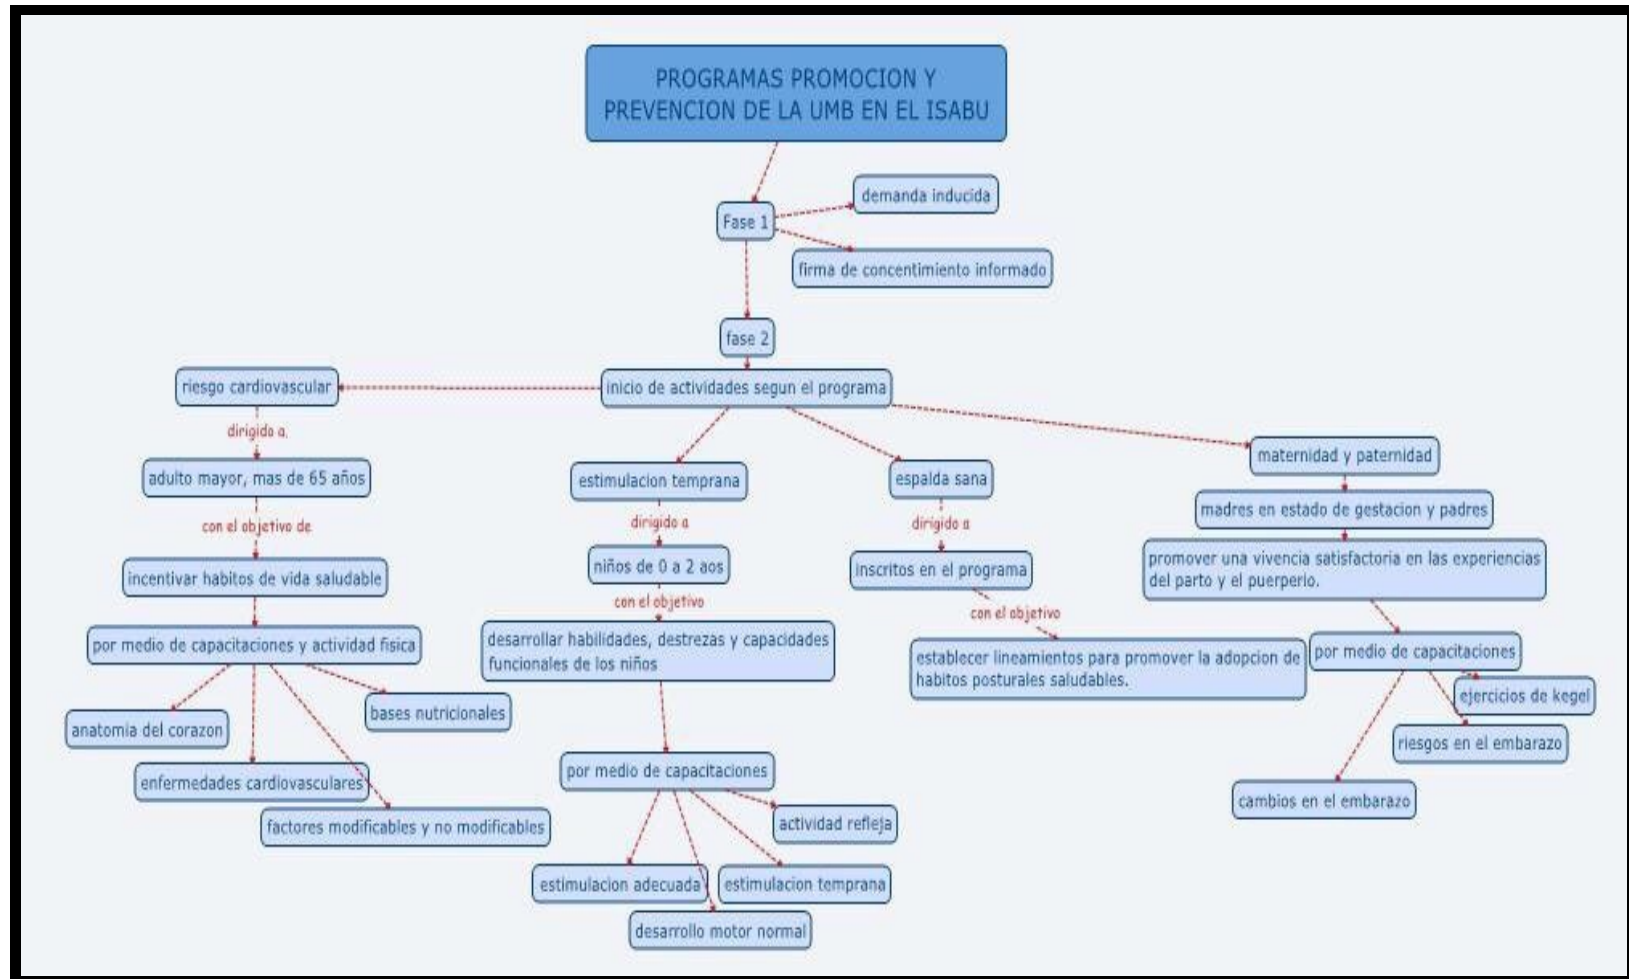 PROGRAMAS PROMOCION Y
PREVENCION DE LA UMB EN EL ISABU
Fase 1
demanda inducida
firma de concentimiento informado
fase 2
inicio de actividades segun el programa
riesgo cardiovascular
dirigido a
adulto mayor, mas de 65 años
con el objetivo de
incentivar habitos de vida saludable
por medio de capacitaciones y actividad fisica
anatomia del corazon
enfermedades cardiovasculares
factores modificables y no modificables
bases nutricionales
estimulacion temprana
dirigido a
niños de 0 a 2 aos
con el objetivo
desarrollar habilidades, destrezas y capacidades
funcionales de los niños
por medio de capacitaciones
estimulacion adecuada
desarrollo motor normal
estimulacion temprana
actividad refleja
espalda sana
dirigido a
inscritos en el programa
con el objetivo
establecer lineamientos para promover la adopcion de
habitos posturales saludables.
maternidad y paternidad
madres en estado de gestacion y padres
promover una vivencia satisfactoria en las experiencias
del parto y el puerperio.
por medio de capacitaciones
ejercicios de kegel
riesgos en el embarazo
cambios en el embarazo